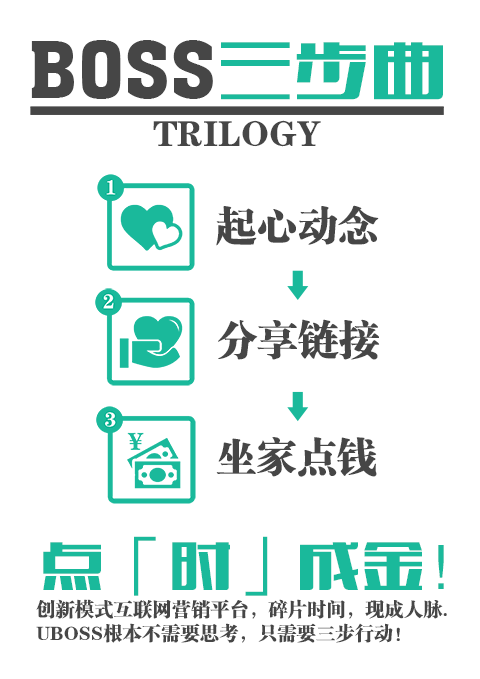 BOSS三步曲
TRILOGY
1
起心动念
2
分享链接
3
¥
坐家点钱
点「时」成金!
创新模式互联网营销平台，碎片时间，现成人脉.
UBOSS根本不需要思考，只需要三步行动!